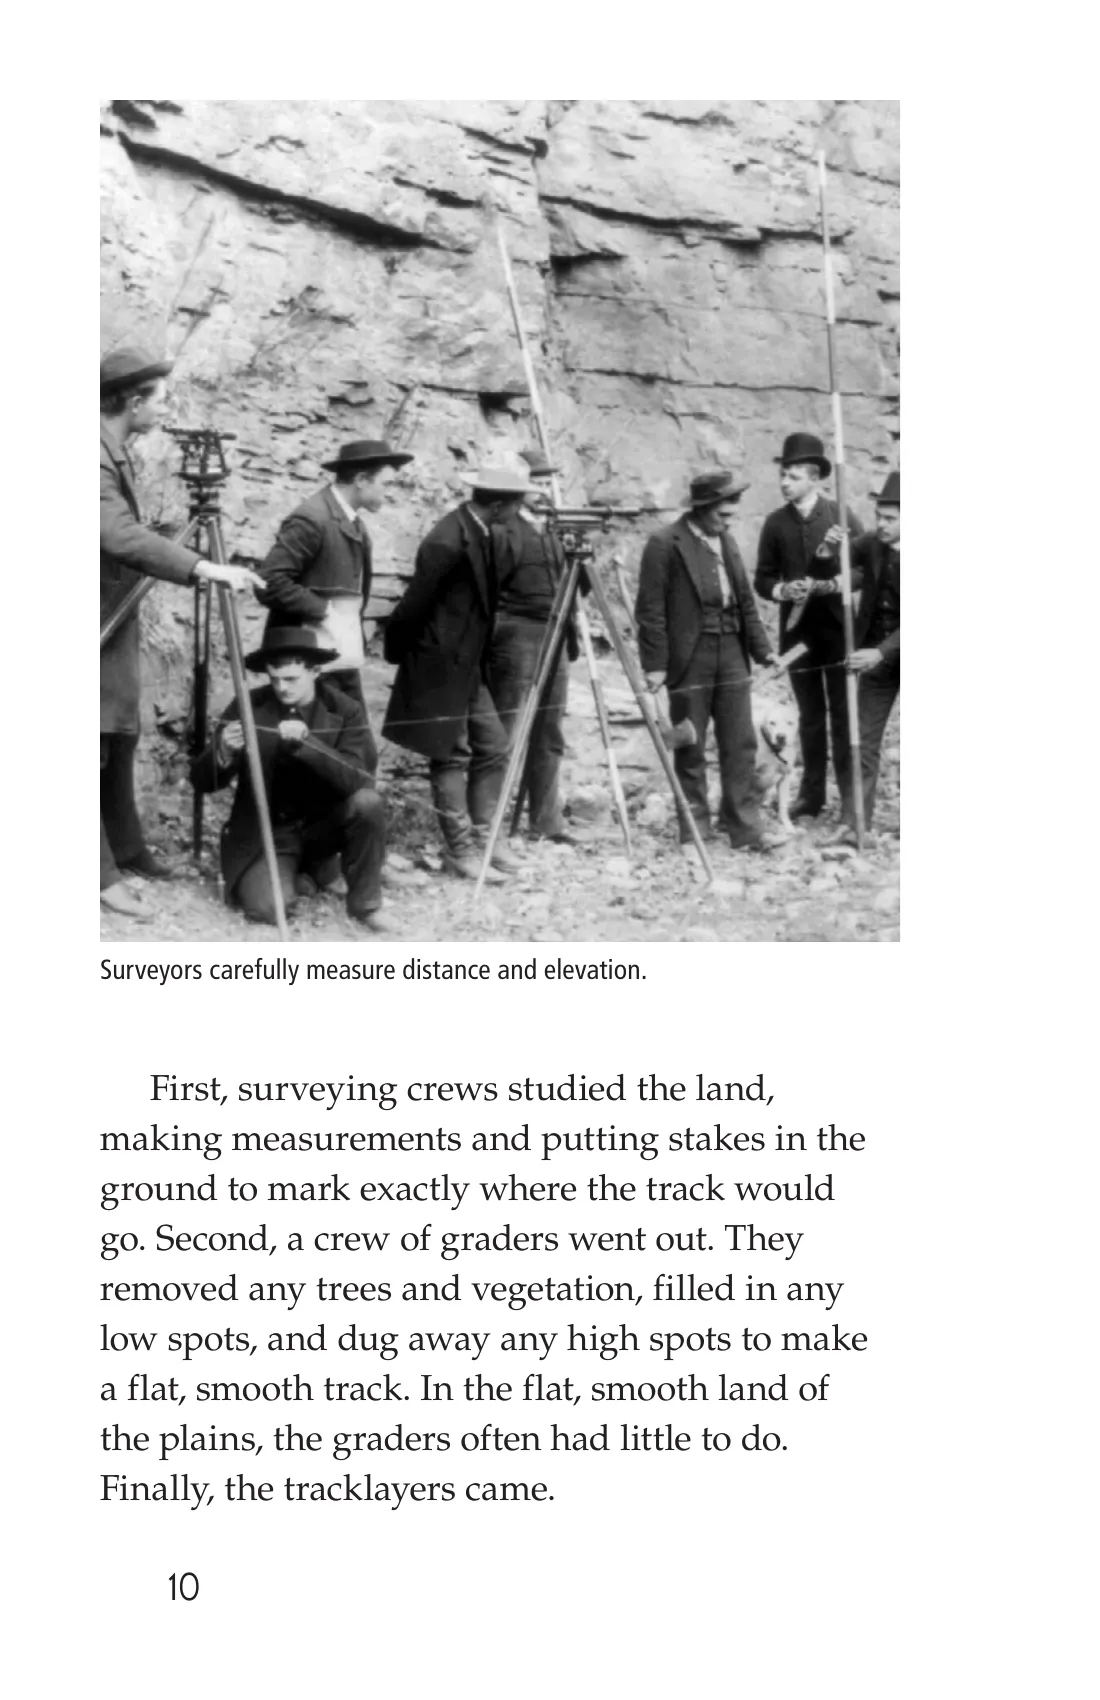 Surveyors carefully measure distance and elevation.
First, surveying crews studied the land,
making measurements and putting stakes in the
ground to mark exactly where the track would
go. Second, a crew of graders went out. They
removed any trees and vegetation, filled in any
low spots, and dug away any high spots to make
a flat, smooth track. In the flat, smooth land of
the plains, the graders often had little to do.
Finally, the tracklayers came.
10